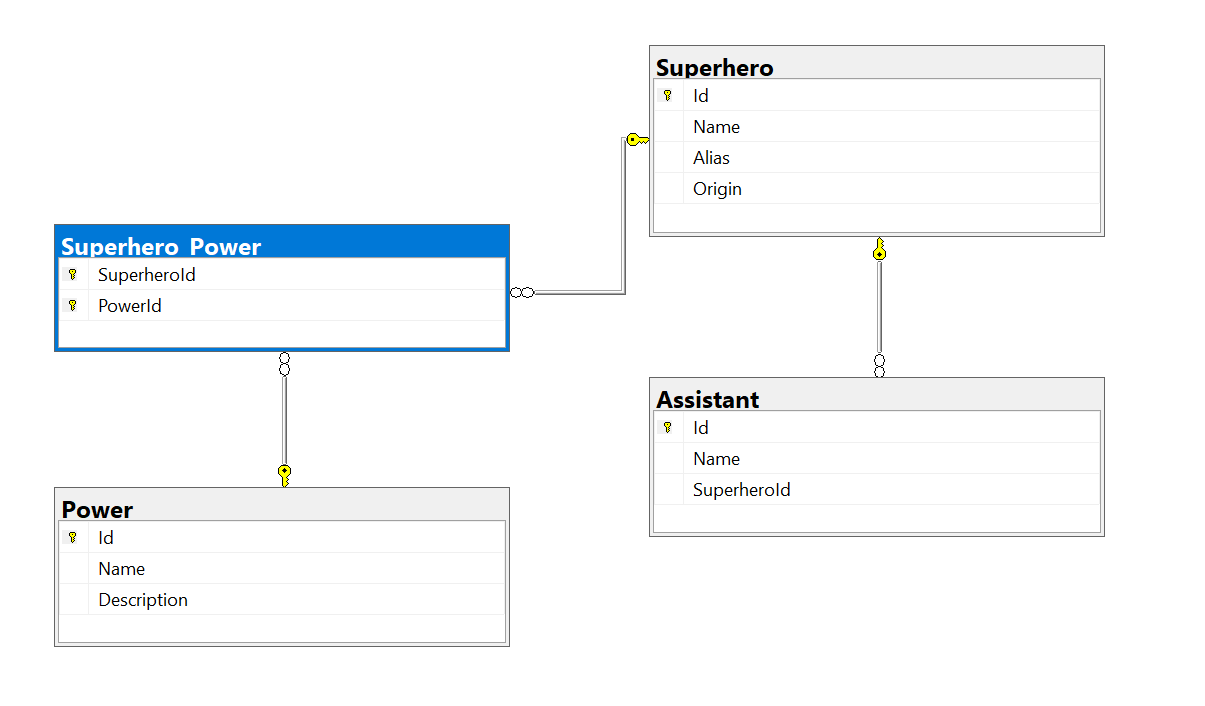 Superhero
Id
Name
Alias
Origin
Superhero_Power
SuperheroId
PowerId
Assistant
Id
Name
SuperheroId
Power
Id
Name
Description